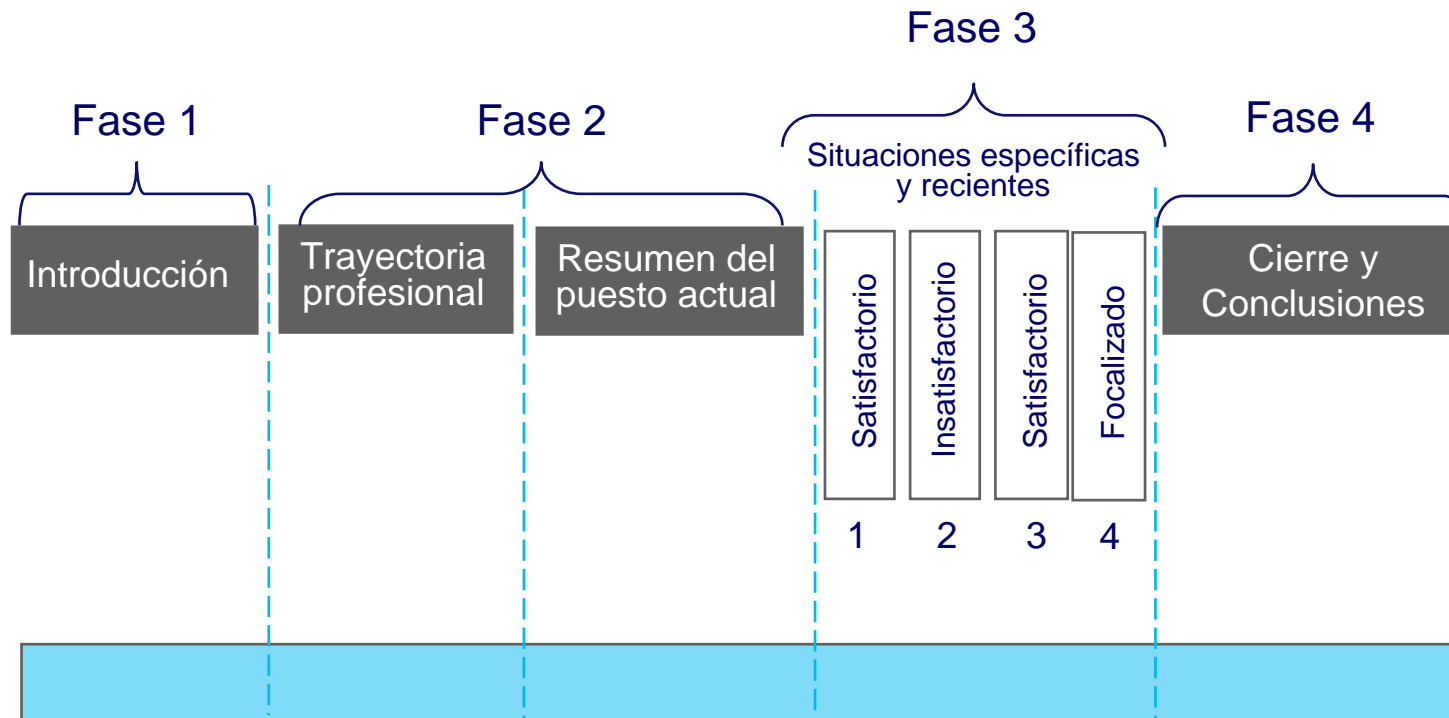 Fase 1
Fase 2
Fase 3
Fase 4
Situaciones específicas
y recientes
Introducción
Trayectoria
profesional
Resumen del
puesto actual
Satisfactorio
Insatisfactorio
Satisfactorio
Focalizado
1
2
3
4
Cierre y
Conclusiones